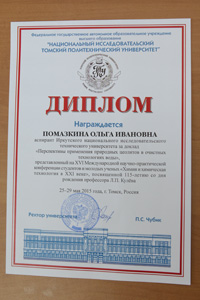 Федеральное государственное автономное образовательное учреждение
высшего образования
"НАЦИОНАЛЬНЫЙ ИССЛЕДОВАТЕЛЬСКИЙ
ТОМСКИЙ ПОЛИТЕХНИЧЕСКИЙ УНИВЕРСИТЕТ"
ДИПЛОМ
Награждается
ПОМАЗКИНА ОЛЬГА ИВАНОВНА
аспирант Иркутского национального исследовательского
технического университета за доклад
«Перспективы применения природных цеолитов в очистных
технологиях воды»,
представленный на XVI Международной научно-практической
конференции студентов и молодых ученых «Химия и химическая
технология в XXI веке», посвященной 115-летию со дня
рождения профессора Л.П. Кулёва
25–29 мая 2015 года, г. Томск, Россия
Ректор университета
П.С. Чубик